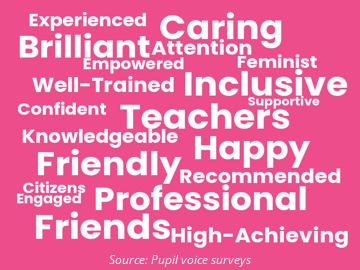 Experienced
Caring
Brilliant
Attention
Empowered
Feminist
Well-Trained
Inclusive
Supportive
Confident
Teachers
Knowledgeable
Happy
Friendly
Recommended
Citizens
Engaged
Professional
Friends
High-Achieving
Source: Pupil voice surveys